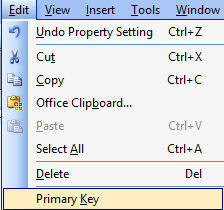 Edit View Insert Tools Window
Undo Property Setting Ctrl+Z
Cut Ctrl+X
Copy Ctrl+C
Office Clipboard...
Paste Ctrl+V
Select All Ctrl+A
Delete Del
Primary Key